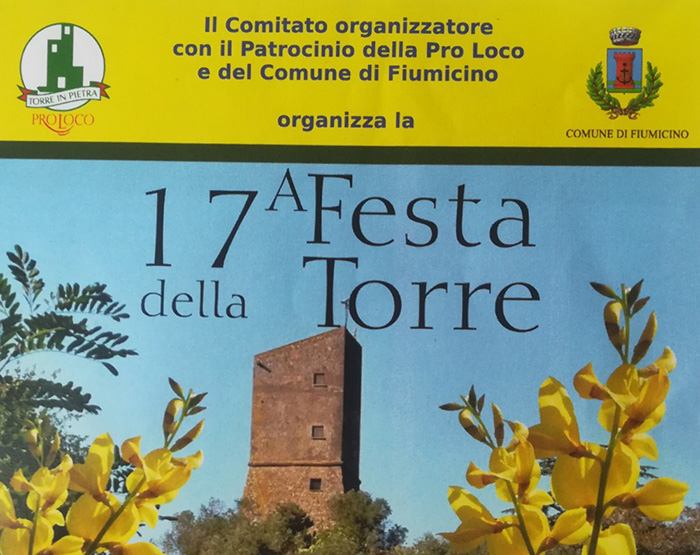 Il Comitato organizzatore
con il Patrocinio della Pro Loco
e del Comune di Fiumicino
organizza la
TORRE IN PIETRA
PROLOCO
COMUNE DI FIUMICINO
17A Festa
della Torre